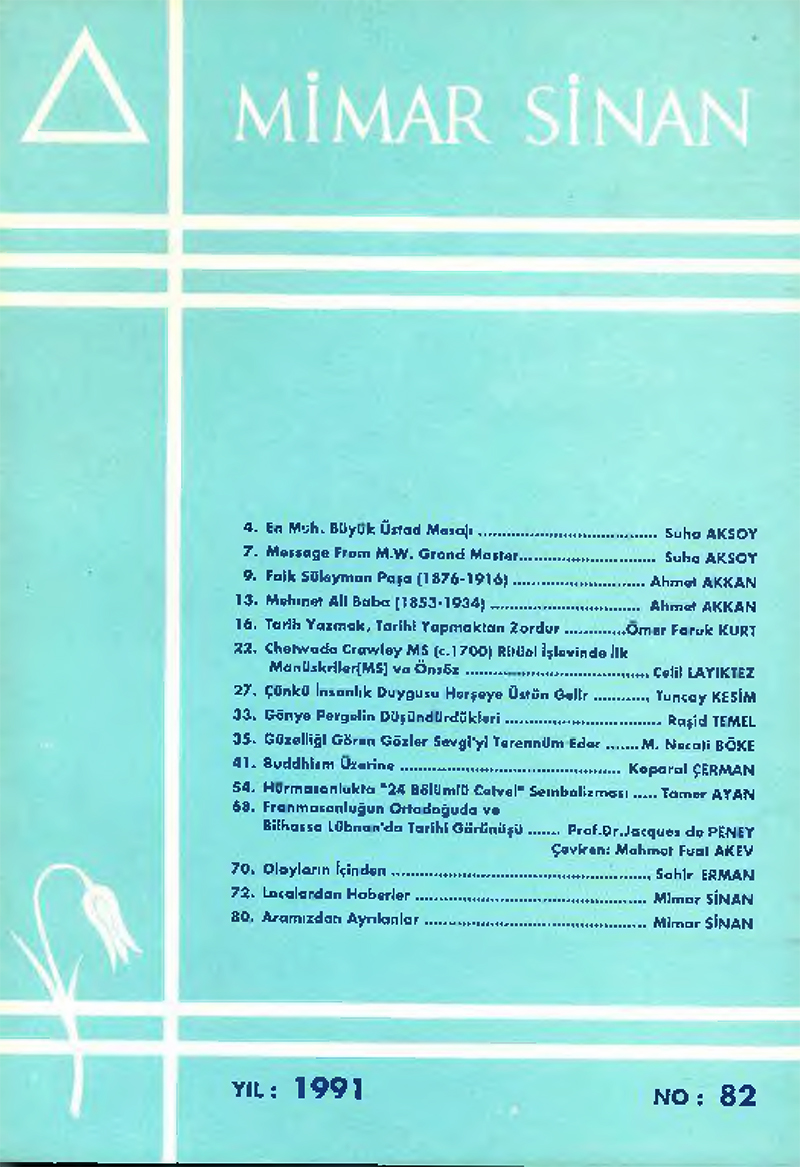 MİMAR SİNAN
4. En Muh. Büyük Üstad Mesajı ........ Suha AKSOY
7. Message From M.W. Grand Master........ Suha AKSOY
9. Faik Süleyman Paşa (1876-1916) ........ Ahmet AKKAN
13. Mehmet Ali Baba (1853-1934) ........ Ahmet AKKAN
16. Tarih Yazmak, Tarihi Yapmaktan Zordur ........ Ömer Faruk KURT
22. Chetwode Crawley MS (c.1700) Ritüel İşlevinde İlk
Manüskriler(MS) ve Önsöz ........ Celil LAYIKTEZ
27. Çünkü İnsanlık Duygusu Herşeye Üstün Gelir ........ Tuncay KESİM
33. Gönye Pergelin Düşündürdükleri ........ Raşid TEMEL
35. Güzelliği Gören Gözler Sevgi'yi Terennüm Eder ....... M. Necati BÖKE
41. Buddhism Üzerine ........ Koparal ÇERMAN
54. Hürmasonlukta "24 Bölümlü Cetvel" Sembolizması ..... Tamer AYAN
68. Franmasonluğun Ortadoğuda ve
Bilhassa Lübnan'da Tarihi Görünüşü ....... Prof.Dr.Jacques de PENEY
Çeviren: Mahmot Fuat AKEV
70. Olayların İçinden ........ Sahir ERMAN
72. Localardan Haberler ........ Mimar SİNAN
80. Aramızdan Ayrılanlar ........ Mimar SİNAN
YIL : 1991
NO : 82